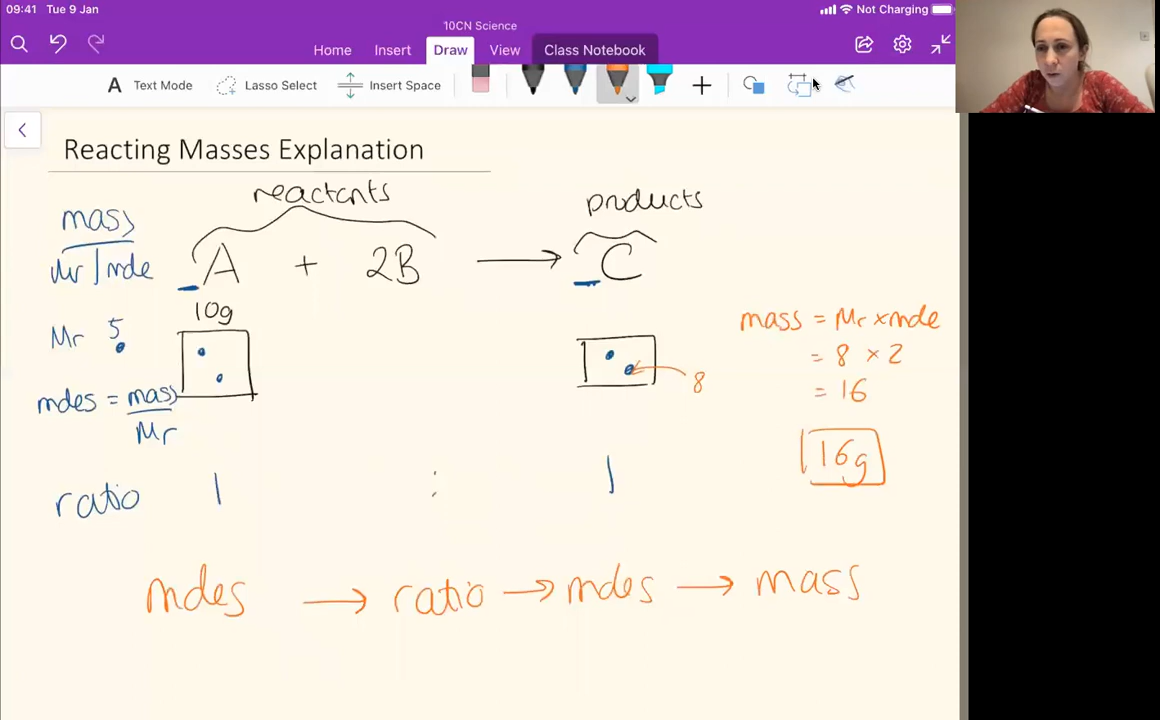 09:41 Tue 9 Jan
Not Charging
10CN Science
Home Insert Draw View Class Notebook
A Text Mode Lasso Select Insert Space
Reacting Masses Explanation
reactants
products
mass
Mr | mole
A + 2B → C
10g
Mr 5
moles = mass
Mr
8
mass = Mr × mole
= 8 × 2
= 16
16g
ratio 1 : 1
moles → ratio → moles → mass